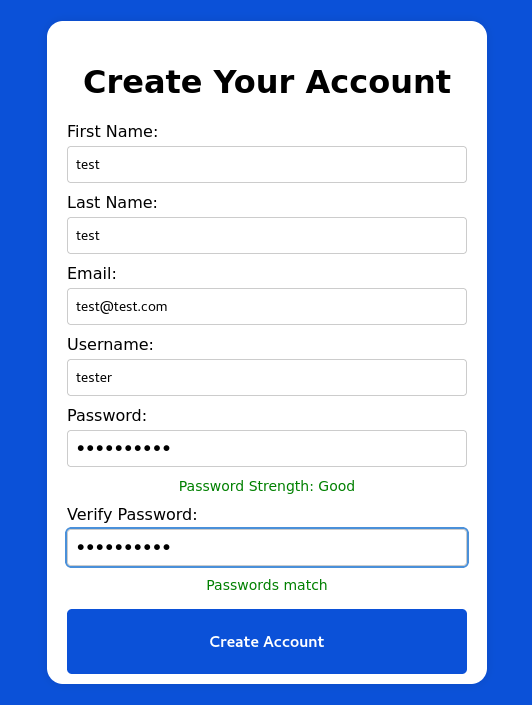 Create Your Account
First Name:
test
Last Name:
test
Email:
test@test.com
Username:
tester
Password:
••••••••••
Password Strength: Good
Verify Password:
••••••••••
Passwords match
Create Account